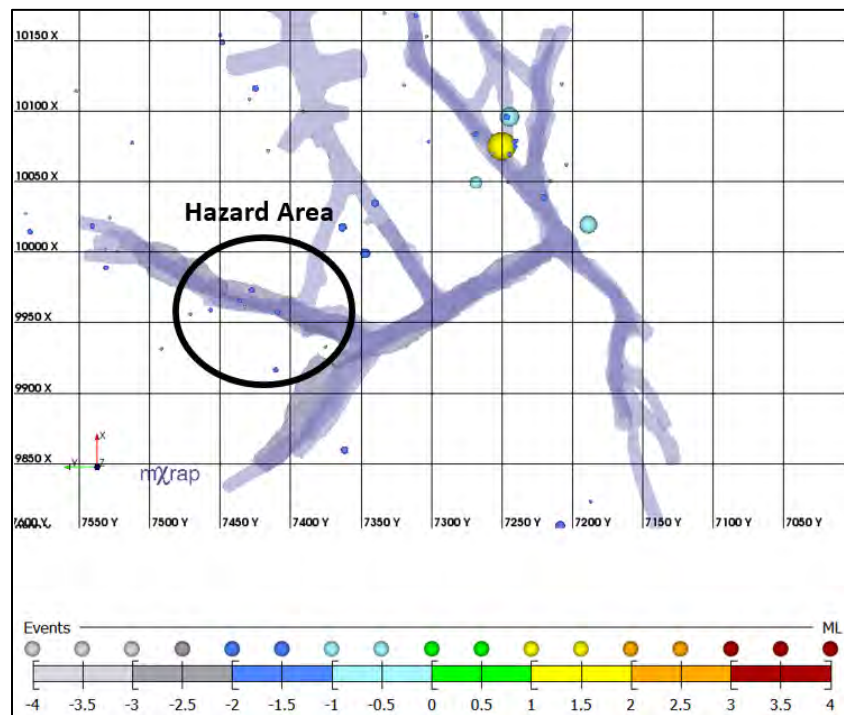 10150 X
10100 X
10050 X
Hazard Area
10000 X
9950 X
9900 X
9850 X
X
Y
Z
mχrap
7600 Y 7550 Y 7500 Y 7450 Y 7400 Y 7350 Y 7300 Y 7250 Y 7200 Y 7150 Y 7100 Y 7050 Y
Events ML
-4 -3.5 -3 -2.5 -2 -1.5 -1 -0.5 0 0.5 1 1.5 2 2.5 3 3.5 4